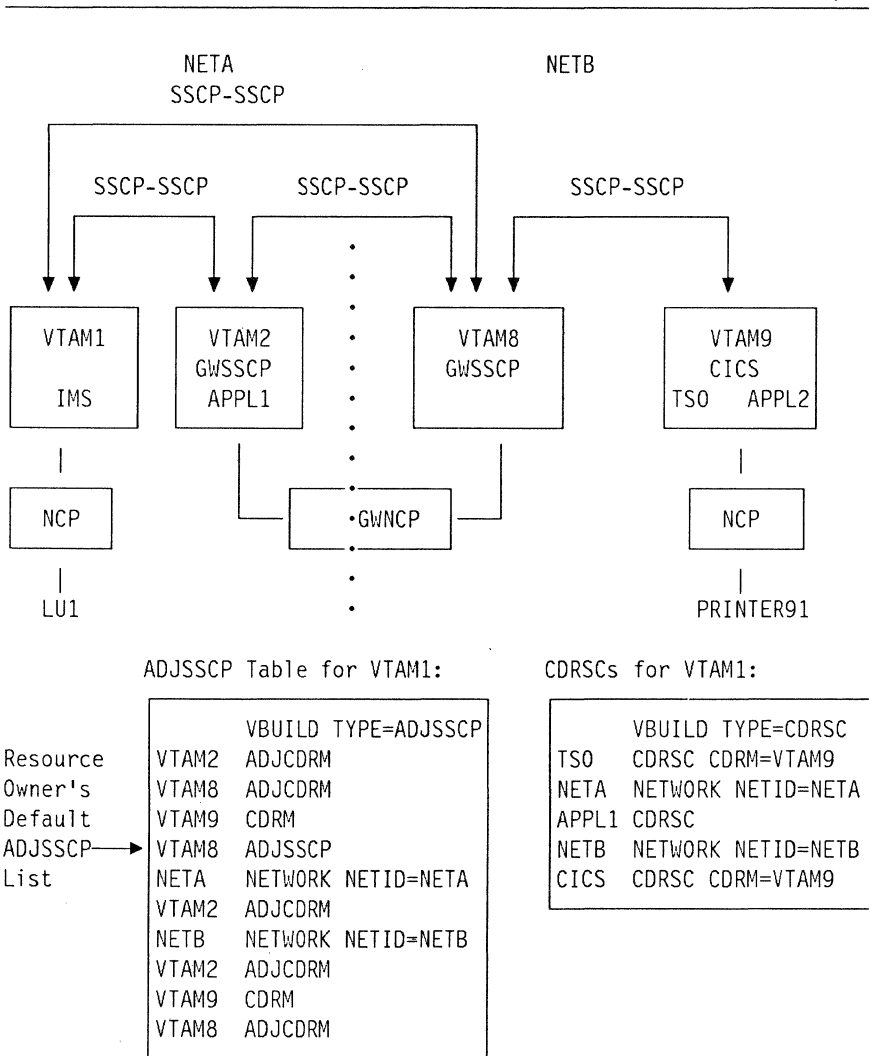 NETA NETB
SSCP-SSCP
SSCP-SSCP SSCP-SSCP SSCP-SSCP
VTAM1 VTAM2 VTAM8 VTAM9
GWSSCP GWSSCP CICS
IMS APPL1 TSO APPL2
NCP GWNCP NCP
LU1 PRINTER91
ADJSSCP Table for VTAM1: CDRSCs for VTAM1:
VBUILD TYPE=ADJSSCP VBUILD TYPE=CDRSC
Resource VTAM2 ADJCDRM TSO CDRSC CDRM=VTAM9
Owner's VTAM8 ADJCDRM NETA NETWORK NETID=NETA
Default VTAM9 CDRM APPL1 CDRSC
ADJSSCP VTAM8 ADJSSCP NETB NETWORK NETID=NETB
List NETA NETWORK NETID=NETA CICS CDRSC CDRM=VTAM9
VTAM2 ADJCDRM
NETB NETWORK NETID=NETB
VTAM2 ADJCDRM
VTAM9 CDRM
VTAM8 ADJCDRM